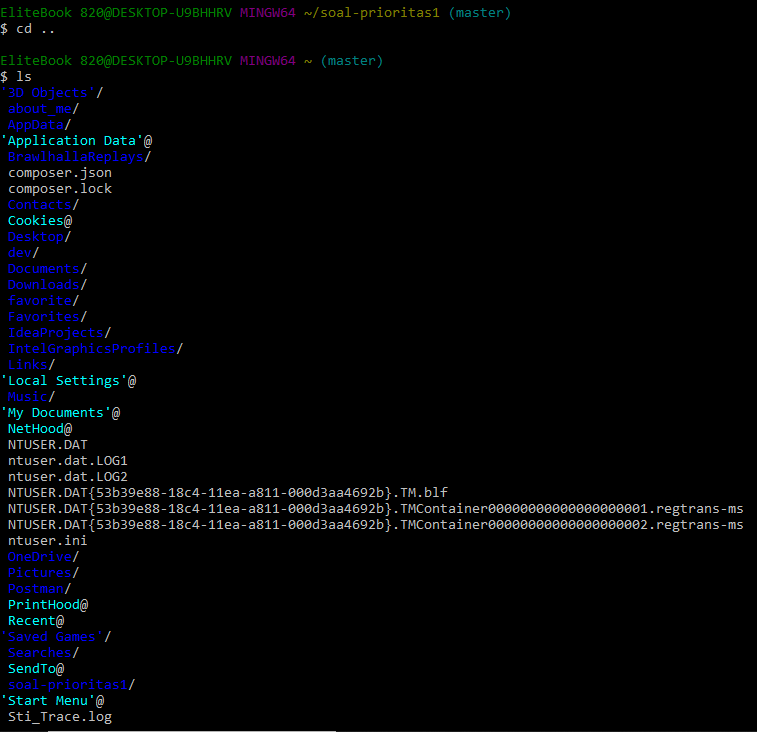 EliteBook 820@DESKTOP-U9BHHRV MINGW64 ~/soal-prioritas1 (master)
$ cd ..
EliteBook 820@DESKTOP-U9BHHRV MINGW64 ~ (master)
$ ls
'3D Objects'/
about_me/
AppData/
'Application Data'@
BrawlhallaReplays/
composer.json
composer.lock
Contacts/
Cookies@
Desktop/
dev/
Documents/
Downloads/
favorite/
Favorites/
IdeaProjects/
IntelGraphicsProfiles/
Links/
'Local Settings'@
Music/
'My Documents'@
NetHood@
NTUSER.DAT
ntuser.dat.LOG1
ntuser.dat.LOG2
NTUSER.DAT{53b39e88-18c4-11ea-a811-000d3aa4692b}.TM.blf
NTUSER.DAT{53b39e88-18c4-11ea-a811-000d3aa4692b}.TMContainer00000000000000000001.regtrans-ms
NTUSER.DAT{53b39e88-18c4-11ea-a811-000d3aa4692b}.TMContainer00000000000000000002.regtrans-ms
ntuser.ini
OneDrive/
Pictures/
Postman/
PrintHood@
Recent@
'Saved Games'/
Searches/
SendTo@
soal-prioritas1/
'Start Menu'@
Sti_Trace.log